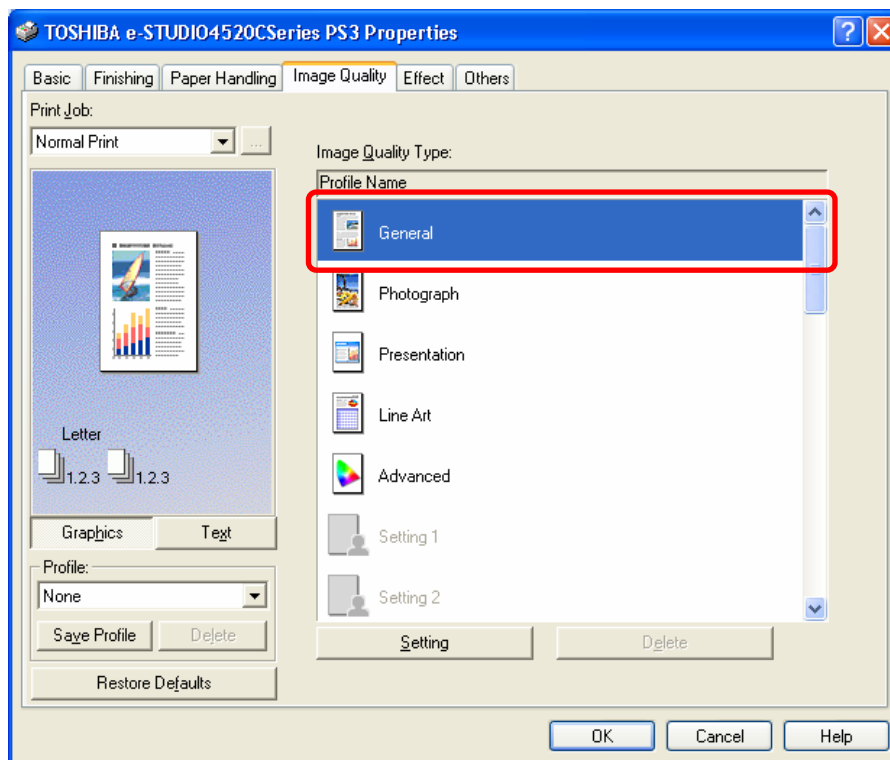 TOSHIBA e-STUDIO4520CSeries PS3 Properties
Basic Finishing Paper Handling Image Quality Effect Others
Print Job:
Normal Print
...
Image Quality Type:
Profile Name
General
Photograph
Presentation
Line Art
Advanced
Setting 1
Setting 2
Letter
1.2.3 1.2.3
Graphics Text
Profile:
None
Save Profile Delete
Restore Defaults
Setting Delete
OK Cancel Help